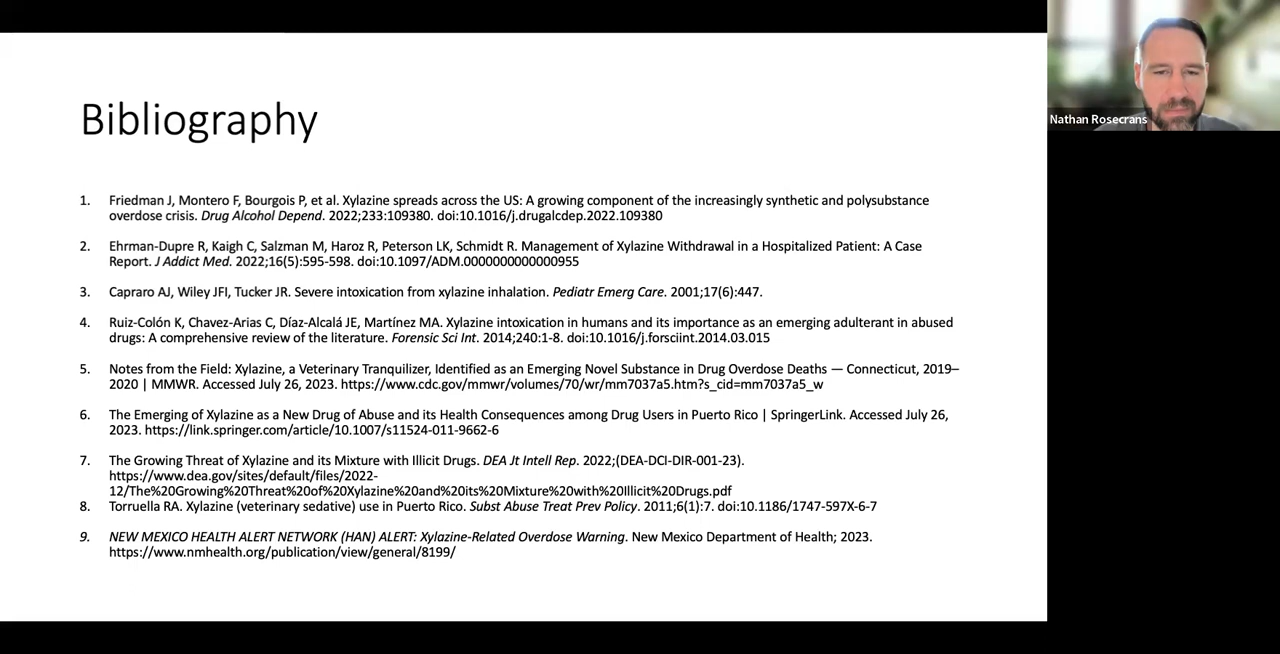 Bibliography
1. Friedman J, Montero F, Bourgois P, et al. Xylazine spreads across the US: A growing component of the increasingly synthetic and polysubstance
overdose crisis. Drug Alcohol Depend. 2022;233:109380. doi:10.1016/j.drugalcdep.2022.109380
2. Ehrman-Dupre R, Kaigh C, Salzman M, Haroz R, Peterson LK, Schmidt R. Management of Xylazine Withdrawal in a Hospitalized Patient: A Case
Report. J Addict Med. 2022;16(5):595-598. doi:10.1097/ADM.0000000000000955
3. Capraro AJ, Wiley JFI, Tucker JR. Severe intoxication from xylazine inhalation. Pediatr Emerg Care. 2001;17(6):447.
4. Ruiz-Colón K, Chavez-Arias C, Díaz-Alcalá JE, Martínez MA. Xylazine intoxication in humans and its importance as an emerging adulterant in abused
drugs: A comprehensive review of the literature. Forensic Sci Int. 2014;240:1-8. doi:10.1016/j.forsciint.2014.03.015
5. Notes from the Field: Xylazine, a Veterinary Tranquilizer, Identified as an Emerging Novel Substance in Drug Overdose Deaths — Connecticut, 2019–
2020 | MMWR. Accessed July 26, 2023. https://www.cdc.gov/mmwr/volumes/70/wr/mm7037a5.htm?s_cid=mm7037a5_w
6. The Emerging of Xylazine as a New Drug of Abuse and its Health Consequences among Drug Users in Puerto Rico | SpringerLink. Accessed July 26,
2023. https://link.springer.com/article/10.1007/s11524-011-9662-6
7. The Growing Threat of Xylazine and its Mixture with Illicit Drugs. DEA Jt Intell Rep. 2022;(DEA-DCI-DIR-001-23).
https://www.dea.gov/sites/default/files/2022-
12/The%20Growing%20Threat%20of%20Xylazine%20and%20its%20Mixture%20with%20Illicit%20Drugs.pdf
8. Torruella RA. Xylazine (veterinary sedative) use in Puerto Rico. Subst Abuse Treat Prev Policy. 2011;6(1):7. doi:10.1186/1747-597X-6-7
9. NEW MEXICO HEALTH ALERT NETWORK (HAN) ALERT: Xylazine-Related Overdose Warning. New Mexico Department of Health; 2023.
https://www.nmhealth.org/publication/view/general/8199/
Nathan Rosecrans